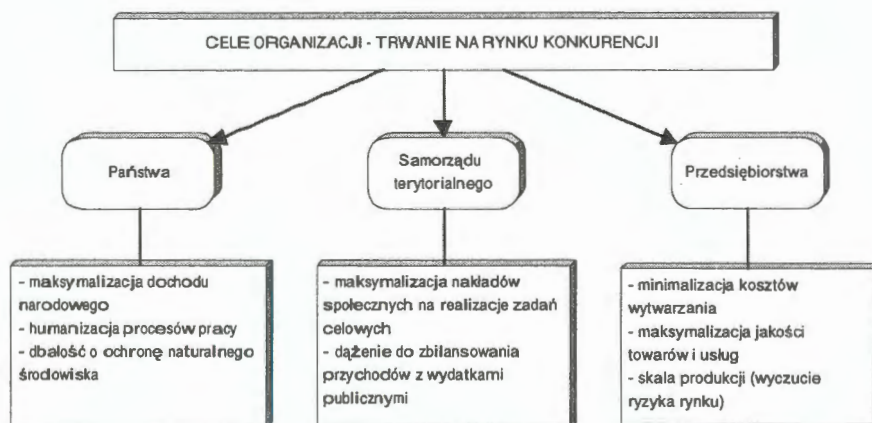 CELE ORGANIZACJI - TRWANIE NA RYNKU KONKURENCJI
Państwa
Samorządu
terytorialnego
Przedsiębiorstwa
- maksymalizacja dochodu
narodowego
- humanizacja procesów pracy
- dbałość o ochronę naturalnego
środowiska
- maksymalizacja nakładów
społecznych na realizacje zadań
celowych
- dążenie do zbilansowania
przychodów z wydatkami
publicznymi
- minimalizacja kosztów
wytwarzania
- maksymalizacja jakości
towarów i usług
- skala produkcji (wyczucie
ryzyka rynku)